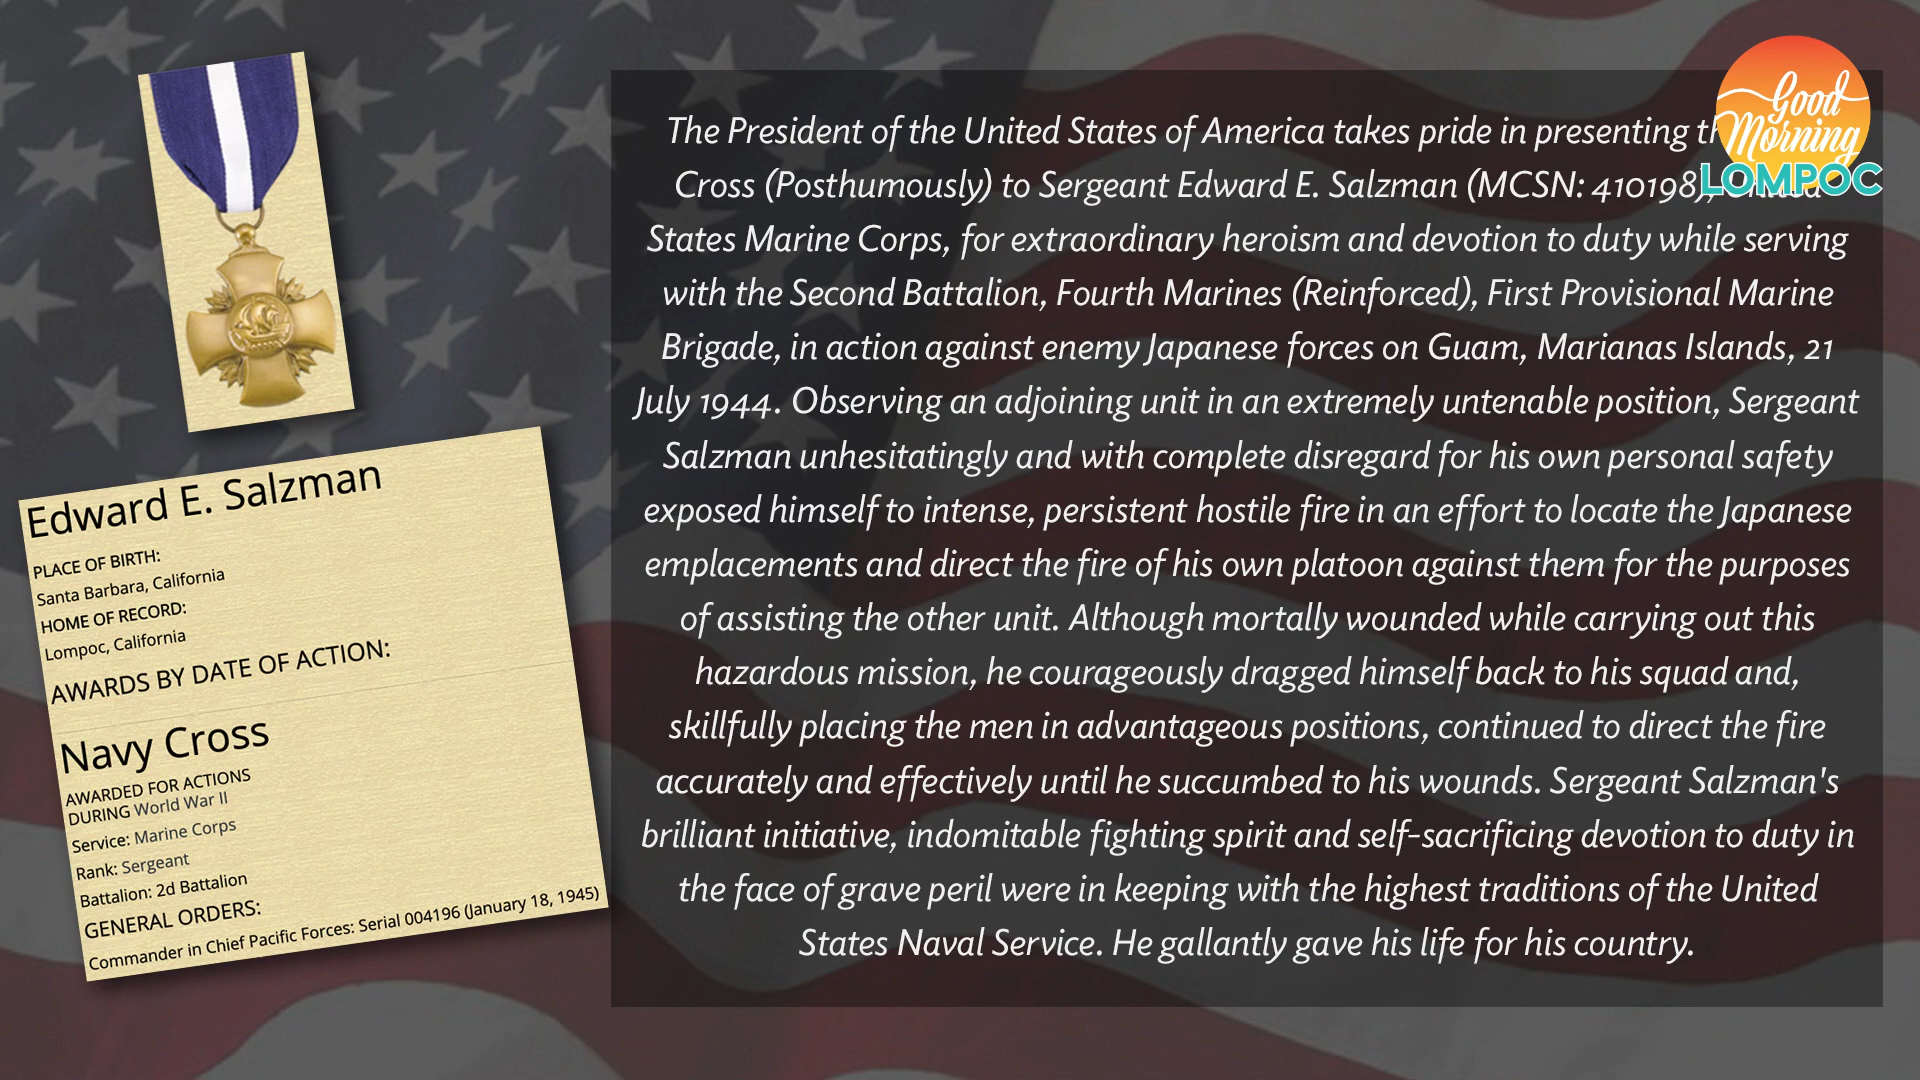 Edward E. Salzman
PLACE OF BIRTH:
Santa Barbara, California
HOME OF RECORD:
Lompoc, California
AWARDS BY DATE OF ACTION:
Navy Cross
AWARDED FOR ACTIONS
DURING World War II
Service: Marine Corps
Rank: Sergeant
Battalion: 2d Battalion
GENERAL ORDERS:
Commander in Chief Pacific Forces: Serial 004196 (January 18, 1945)
The President of the United States of America takes pride in presenting
Cross (Posthumously) to Sergeant Edward E. Salzman (MCSN: 410198),
States Marine Corps, for extraordinary heroism and devotion to duty while serving
with the Second Battalion, Fourth Marines (Reinforced), First Provisional Marine
Brigade, in action against enemy Japanese forces on Guam, Marianas Islands, 21
July 1944. Observing an adjoining unit in an extremely untenable position, Sergeant
Salzman unhesitatingly and with complete disregard for his own personal safety
exposed himself to intense, persistent hostile fire in an effort to locate the Japanese
emplacements and direct the fire of his own platoon against them for the purposes
of assisting the other unit. Although mortally wounded while carrying out this
hazardous mission, he courageously dragged himself back to his squad and,
skillfully placing the men in advantageous positions, continued to direct the fire
accurately and effectively until he succumbed to his wounds. Sergeant Salzman's
brilliant initiative, indomitable fighting spirit and self-sacrificing devotion to duty in
the face of grave peril were in keeping with the highest traditions of the United
States Naval Service. He gallantly gave his life for his country.
Good
Morning
LOMPOC